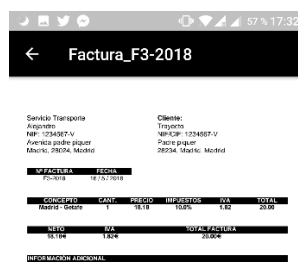 57 % 17:32
Factura_F3-2018
Servicio Transporte
Alejandro
NIF: 1234567-V
Avenida padre piquer
Madrid, 28024, Madrid
Cliente:
Trayecto
NIF/CIF: 1234567-V
Padre piquer
28234, Madrid, Madrid
Nº FACTURA FECHA
F3-2018 16 / 5 / 2018
CONCEPTO CANT. PRECIO IMPUESTOS IVA TOTAL
Madrid - Getafe 1 18.18 10.0% 1.82 20.00
NETO IVA TOTAL FACTURA
18.18€ 1.82€ 20.00€
INFORMACIÓN ADICIONAL